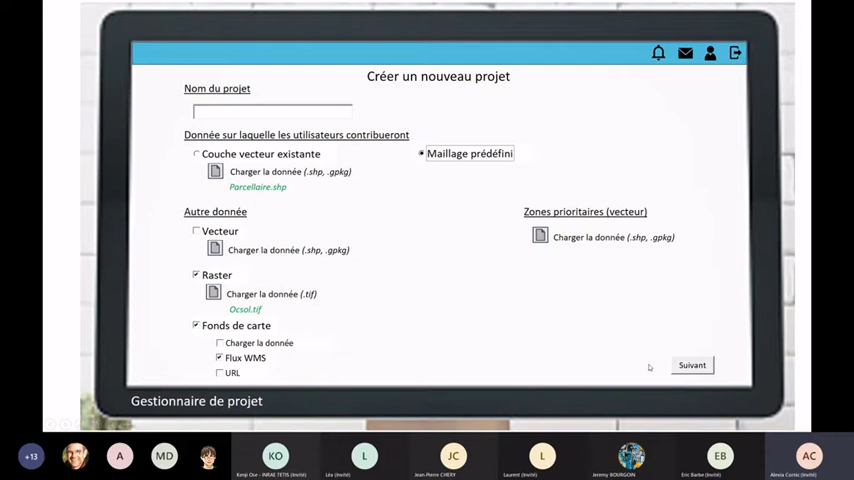 Créer un nouveau projet
Nom du projet
Donnée sur laquelle les utilisateurs contribueront
Couche vecteur existante
Maillage prédéfini
Charger la donnée (.shp, .gpkg)
Parcellaire.shp
Autre donnée
Zones prioritaires (vecteur)
Vecteur
Charger la donnée (.shp, .gpkg)
Charger la donnée (.shp, .gpkg)
Raster
Charger la donnée (.tif)
Ocsol.tif
Fonds de carte
Charger la donnée
Flux WMS
Suivant
URL
Gestionnaire de projet
+13
A
MD
KO
L
JC
L
EB
AC
Kenji Ose - INRAE TETIS (Invité)
Léa (Invité)
Jean-Pierre CHERY
Laurent (Invité)
Jeremy BOURGOIN
Eric Barbe (Invité)
Alexia Cornic (Invité)